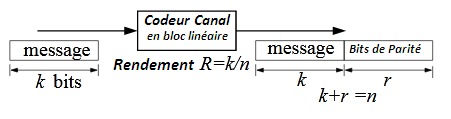 Codeur Canal
en bloc linéaire
message
message
Bits de Parité
Rendement R=k/n
k bits
k
r
k+r =n